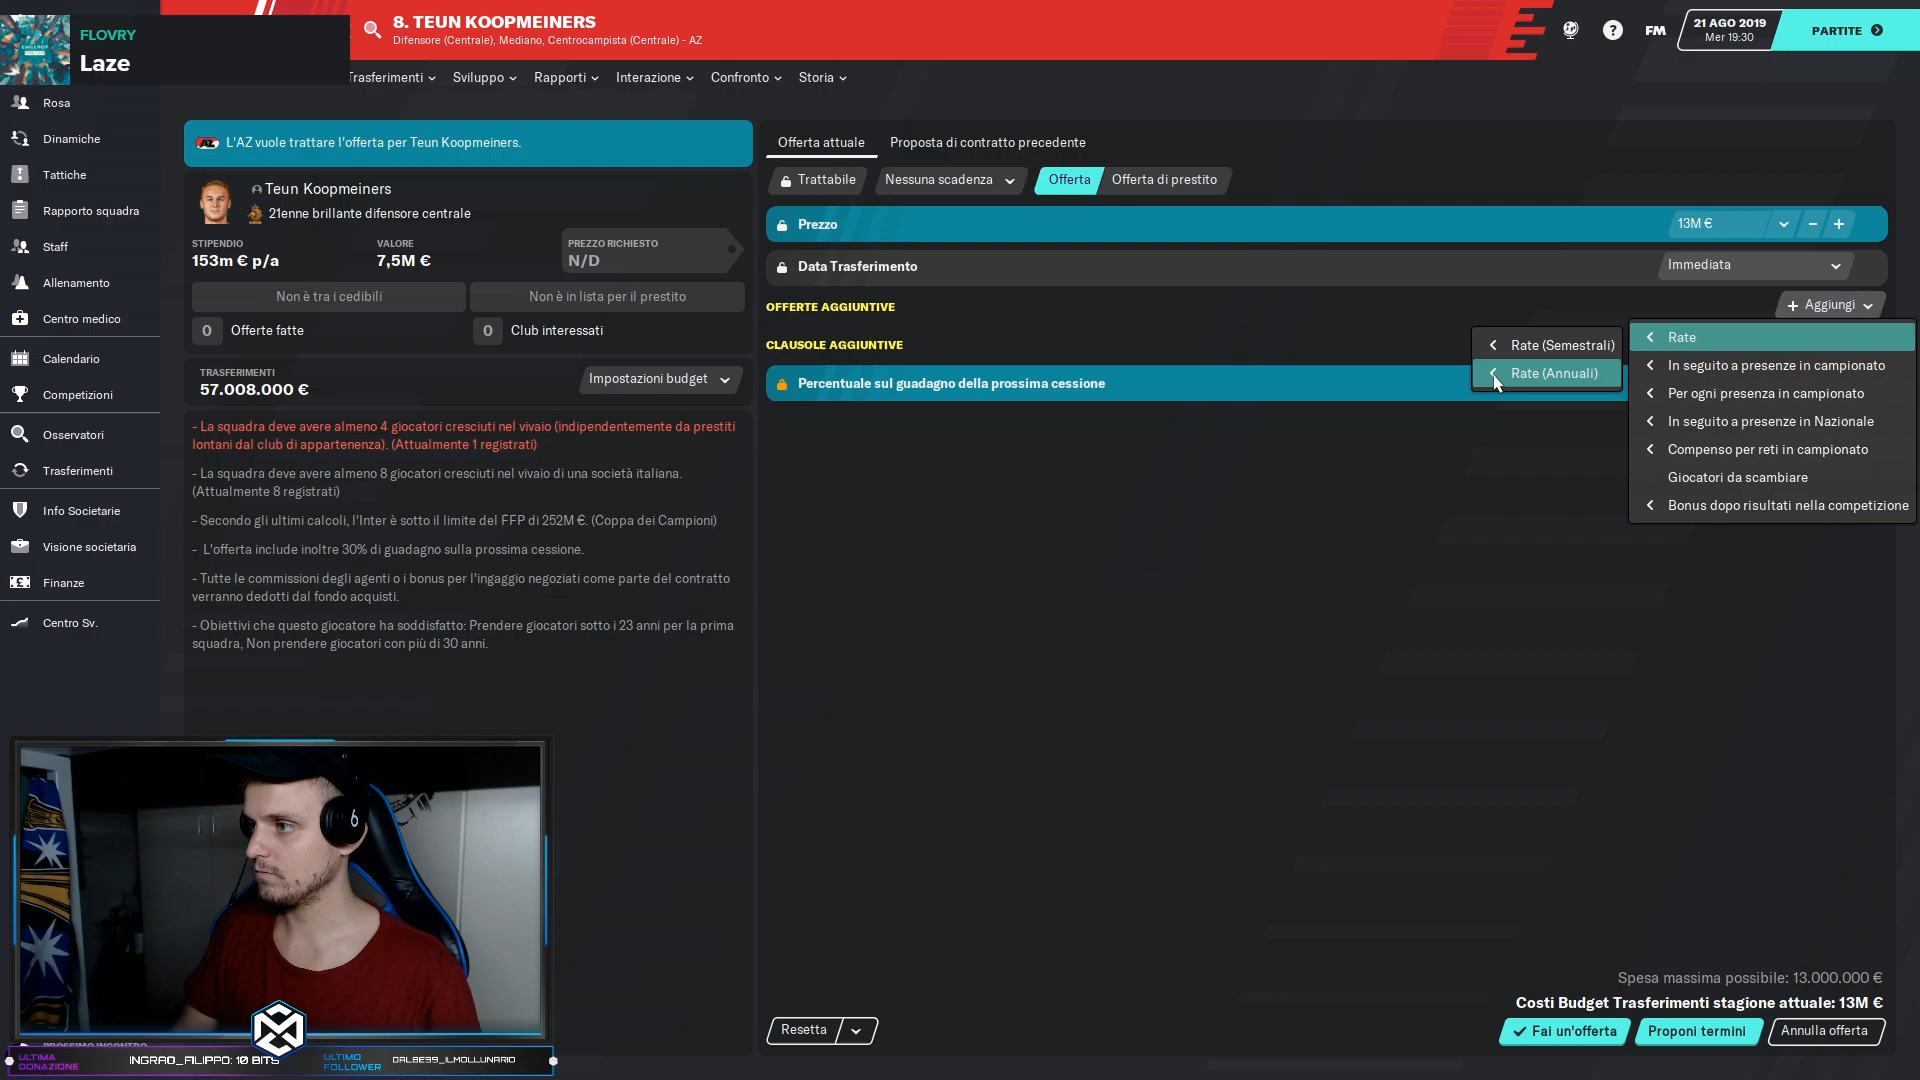 FLOVRY
Laze
8. TEUN KOOPMEINERS
Difensore (Centrale), Mediano, Centrocampista (Centrale) - AZ
FM
21 AGO 2019
Mer 19:30
PARTITE
Trasferimenti
Sviluppo
Rapporti
Interazione
Confronto
Storia
Rosa
Dinamiche
Tattiche
Rapporto squadra
Staff
Allenamento
Centro medico
Calendario
Competizioni
Osservatori
Trasferimenti
Info Societarie
Visione societaria
Finanze
Centro Sv.
AZ L'AZ vuole trattare l'offerta per Teun Koopmeiners.
Teun Koopmeiners
21enne brillante difensore centrale
STIPENDIO
153m € p/a
VALORE
7,5M €
PREZZO RICHIESTO
N/D
Non è tra i cedibili
Non è in lista per il prestito
0 Offerte fatte
0 Club interessati
TRASFERIMENTI
57.008.000 €
Impostazioni budget
- La squadra deve avere almeno 4 giocatori cresciuti nel vivaio (indipendentemente da prestiti
lontani dal club di appartenenza). (Attualmente 1 registrati)
- La squadra deve avere almeno 8 giocatori cresciuti nel vivaio di una società italiana.
(Attualmente 8 registrati)
- Secondo gli ultimi calcoli, l'Inter è sotto il limite del FFP di 252M €. (Coppa dei Campioni)
- L'offerta include inoltre 30% di guadagno sulla prossima cessione.
- Tutte le commissioni degli agenti o i bonus per l'ingaggio negoziati come parte del contratto
verranno dedotti dal fondo acquisti.
- Obiettivi che questo giocatore ha soddisfatto: Prendere giocatori sotto i 23 anni per la prima
squadra, Non prendere giocatori con più di 30 anni.
Offerta attuale
Proposta di contratto precedente
Trattabile
Nessuna scadenza
Offerta
Offerta di prestito
Prezzo
13M €
Data Trasferimento
Immediata
OFFERTE AGGIUNTIVE
+ Aggiungi
CLAUSOLE AGGIUNTIVE
Percentuale sul guadagno della prossima cessione
Rate (Semestrali)
Rate (Annuali)
Rate
In seguito a presenze in campionato
Per ogni presenza in campionato
In seguito a presenze in Nazionale
Compenso per reti in campionato
Giocatori da scambiare
Bonus dopo risultati nella competizione
Spesa massima possibile: 13.000.000 €
Costi Budget Trasferimenti stagione attuale: 13M €
Resetta
Fai un'offerta
Proponi termini
Annulla offerta
PROSSIMO INCONTRO
ULTIMA
DONAZIONE
INGRAO_FILIPPO: 10 BITS
ULTIMO
FOLLOWER
DALBE99_ILMOLLUNARIO